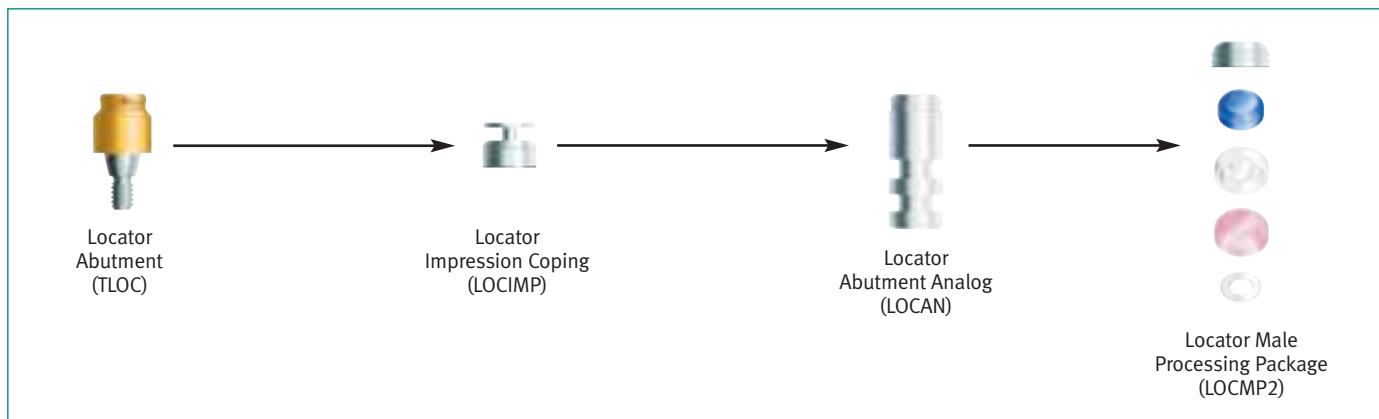 Locator
Abutment
(TLOC)
Locator
Impression Coping
(LOCIMP)
Locator
Abutment Analog
(LOCAN)
Locator Male
Processing Package
(LOCMP2)